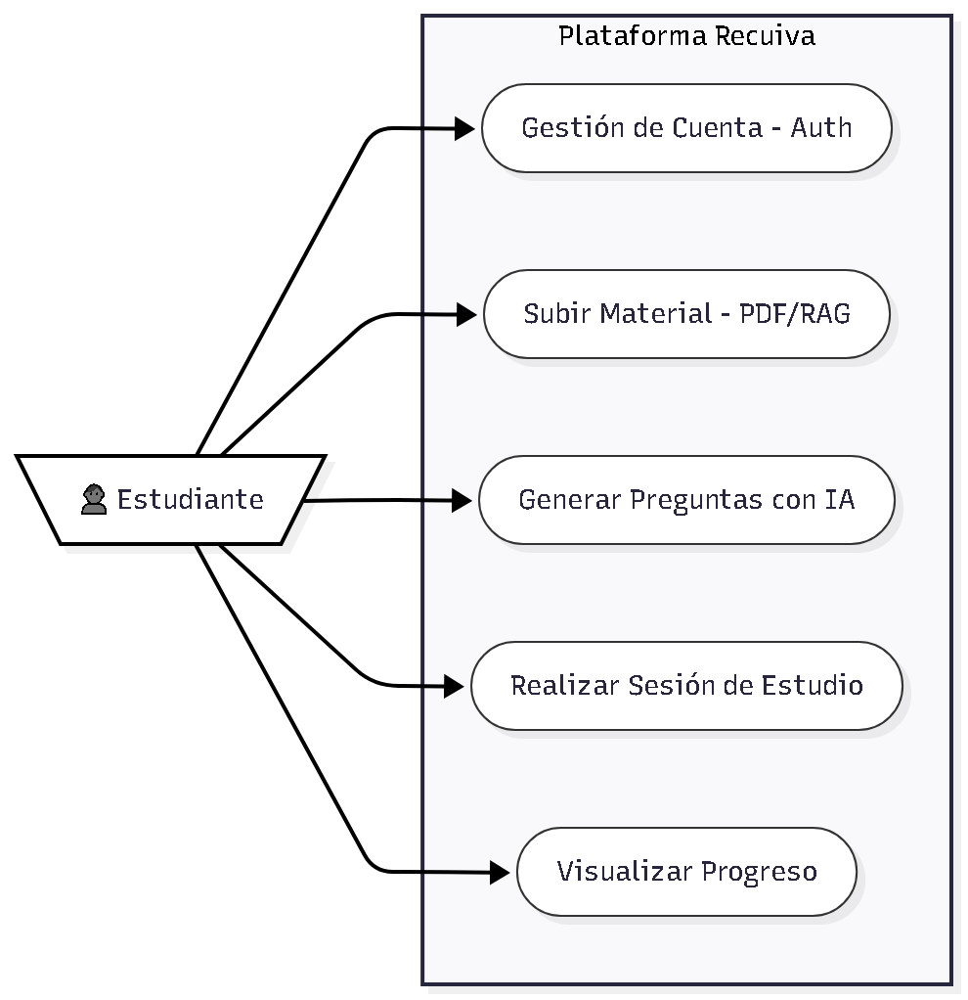 Plataforma Recuiva
Gestión de Cuenta - Auth
Subir Material - PDF/RAG
Estudiante
Generar Preguntas con IA
Realizar Sesión de Estudio
Visualizar Progreso